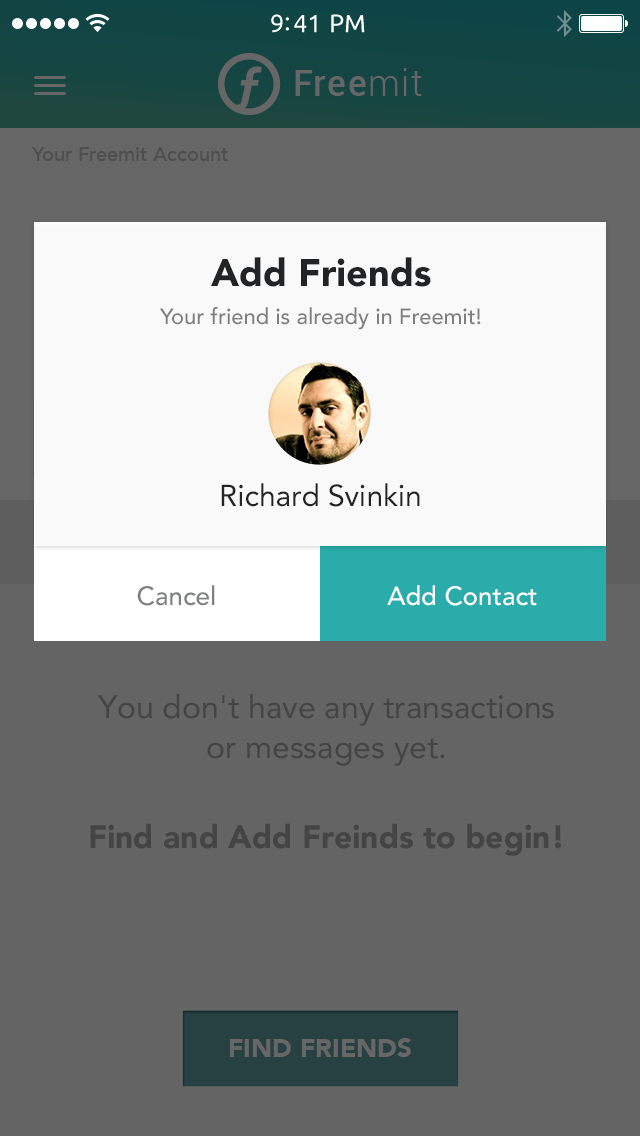 9:41 PM
f Freemit
Your Freemit Account
Add Friends
Your friend is already in Freemit!
Richard Svinkin
Cancel
Add Contact
You don't have any transactions
or messages yet.
Find and Add Freinds to begin!
FIND FRIENDS